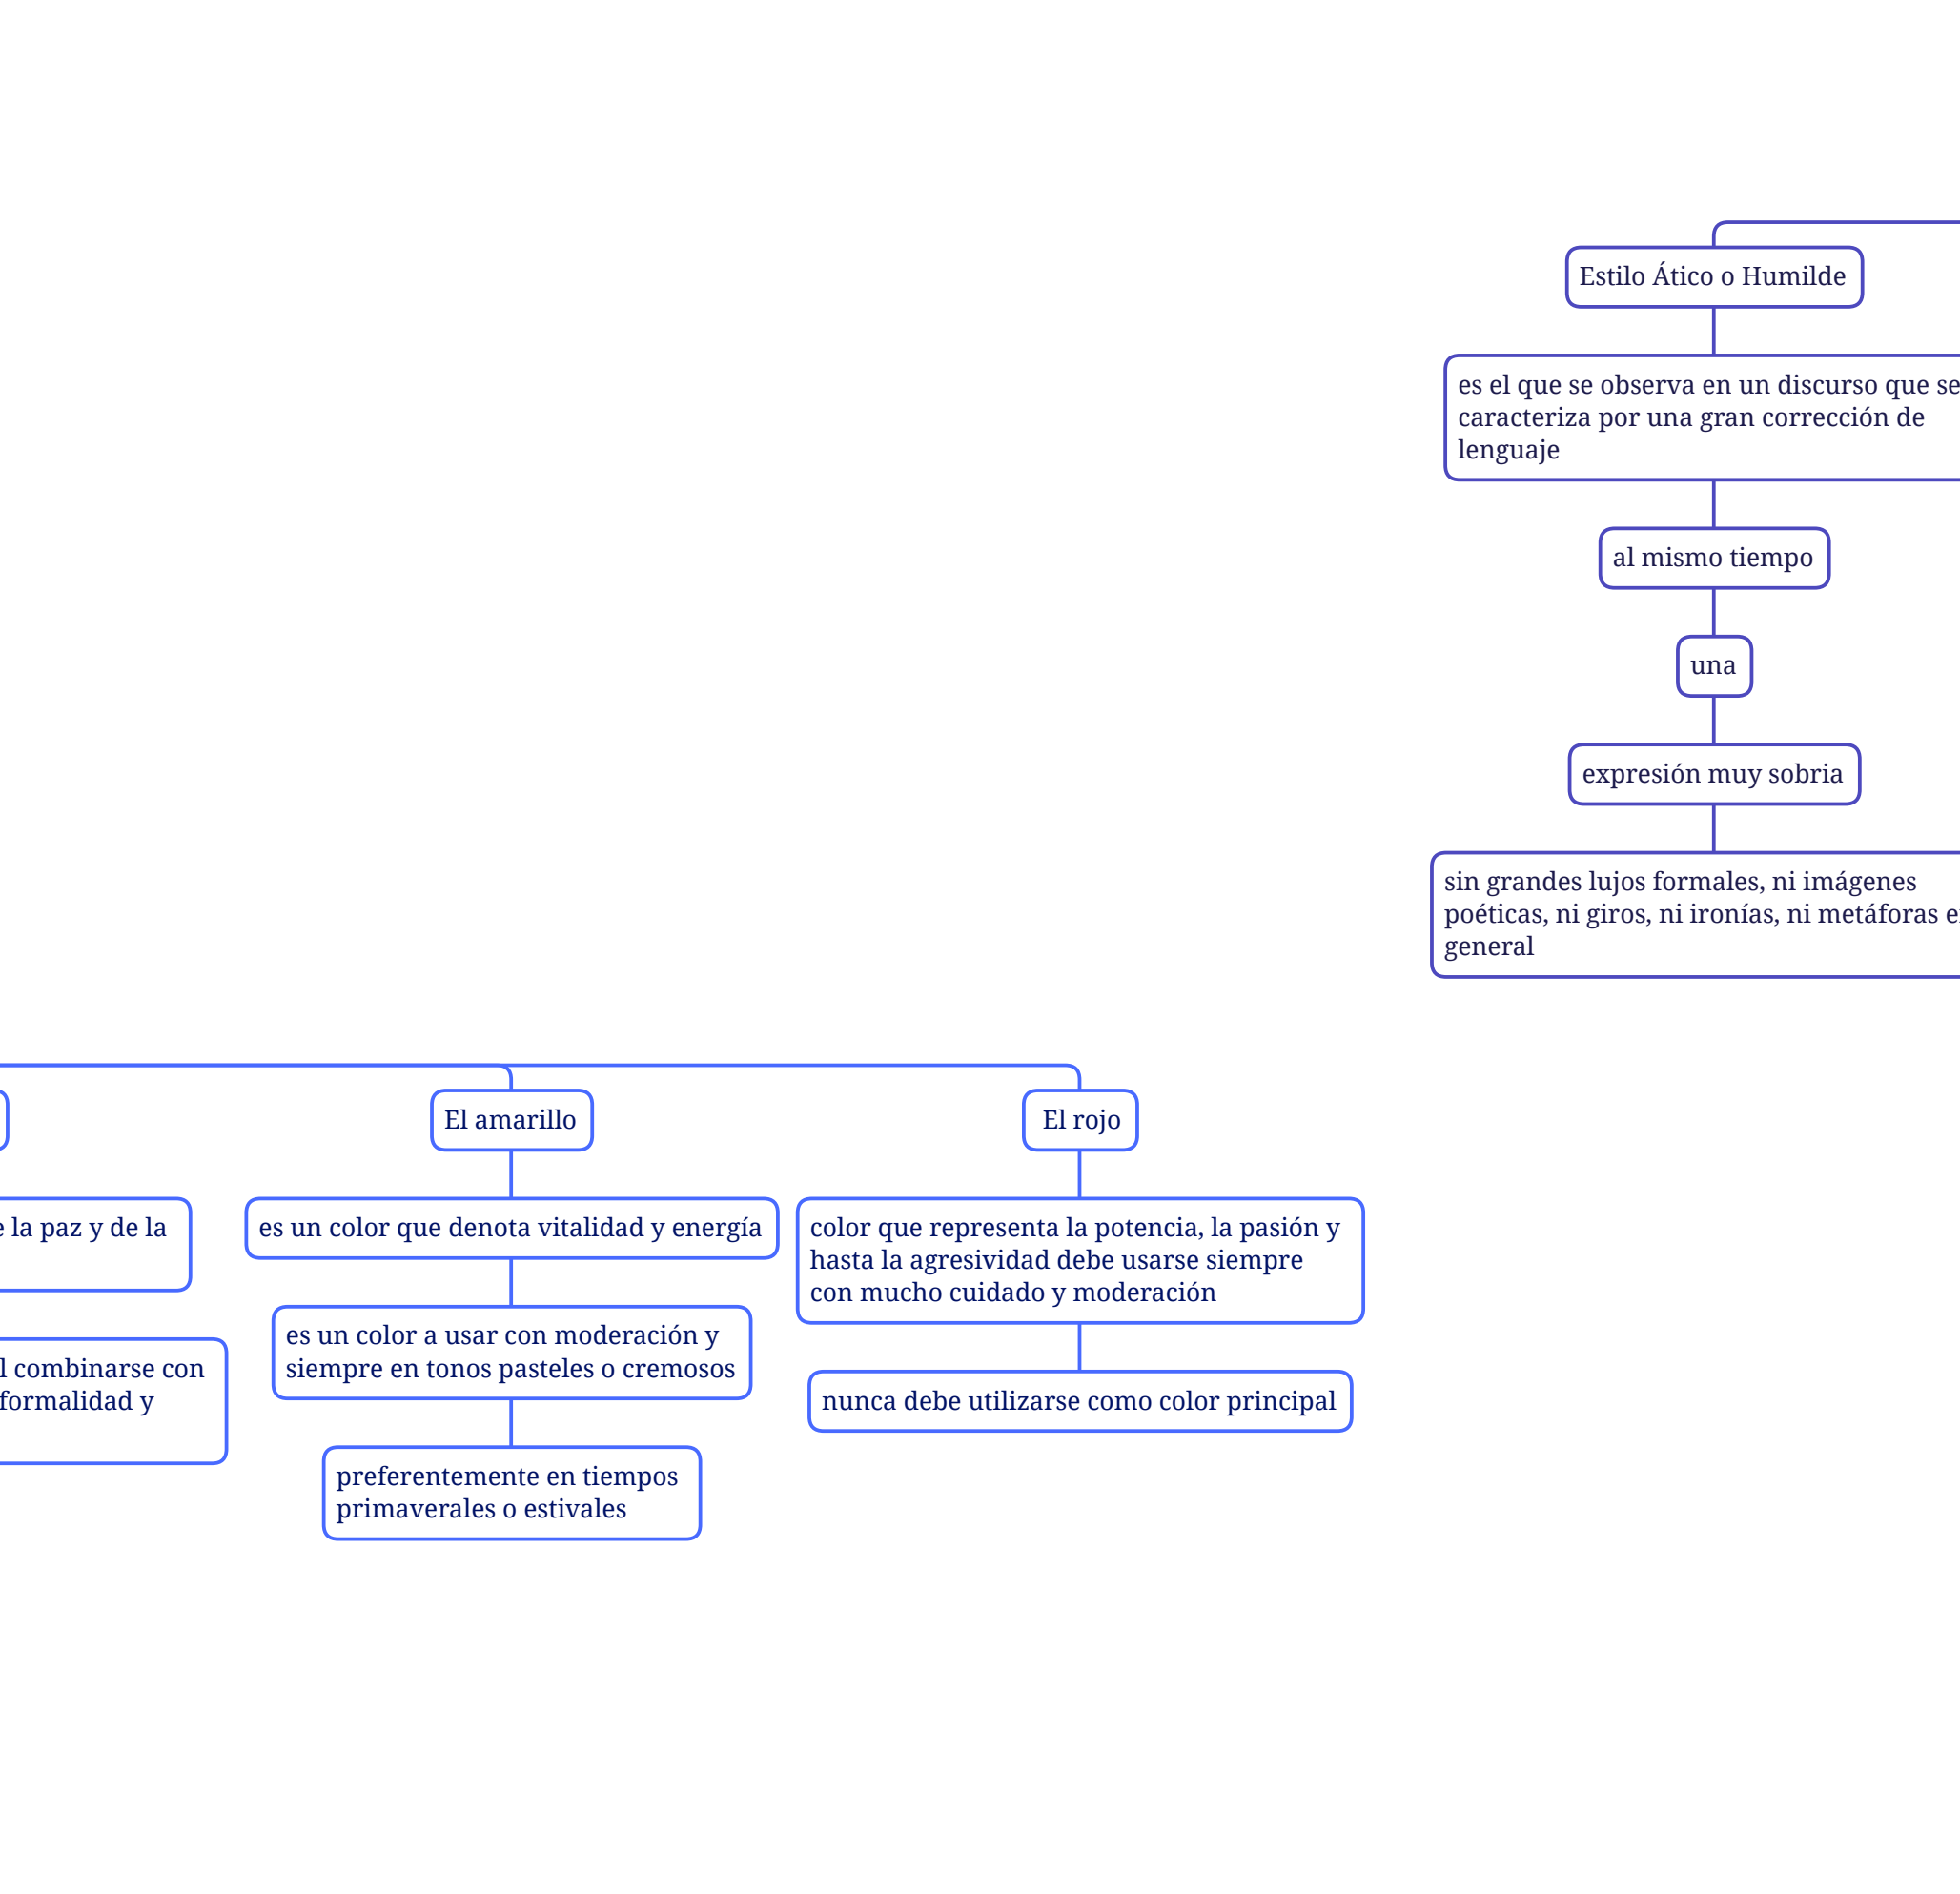 Estilo Ático o Humilde
es el que se observa en un discurso que se
caracteriza por una gran corrección de
lenguaje
al mismo tiempo
una
expresión muy sobria
sin grandes lujos formales, ni imágenes
poéticas, ni giros, ni ironías, ni metáforas
general
la paz y de la
combinarse con
formalidad y
El amarillo
es un color que denota vitalidad y energía
es un color a usar con moderación y
siempre en tonos pasteles o cremosos
preferentemente en tiempos
primaverales o estivales
El rojo
color que representa la potencia, la pasión y
hasta la agresividad debe usarse siempre
con mucho cuidado y moderación
nunca debe utilizarse como color principal